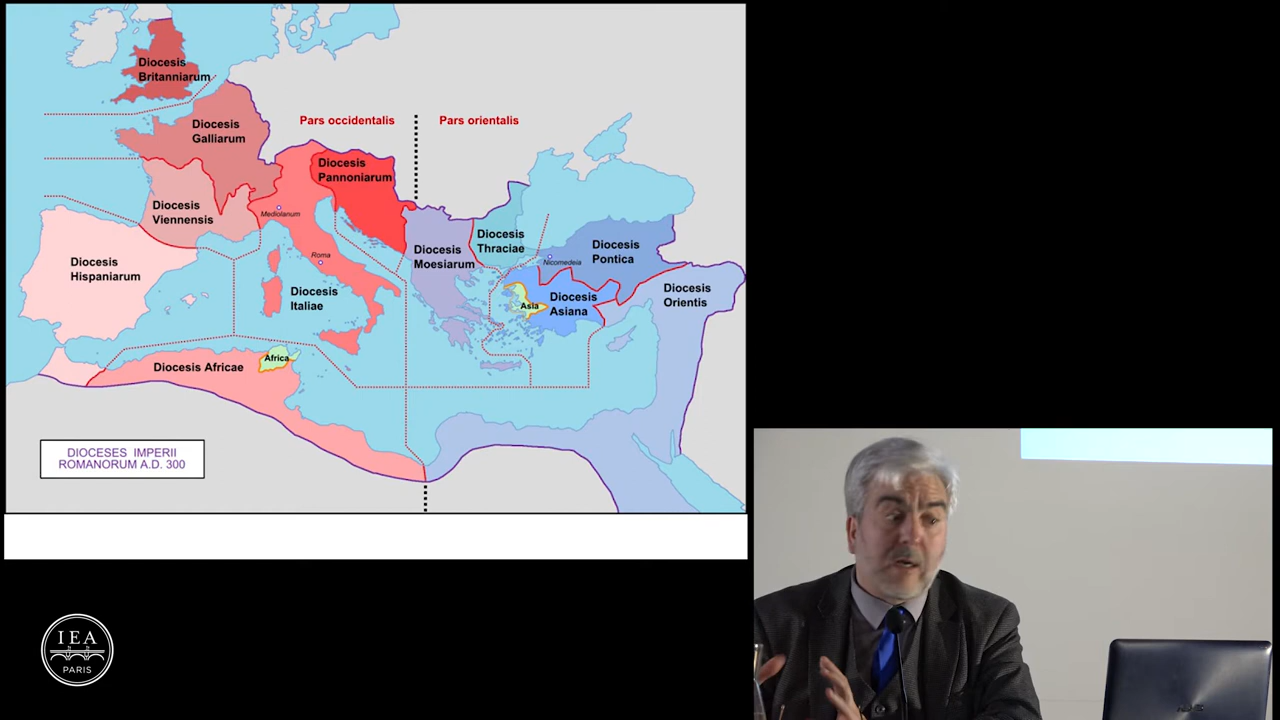 Diocesis
Britanniarum
Diocesis
Galliarum
Pars occidentalis
Pars orientalis
Diocesis
Pannoniarum
Diocesis
Viennensis
Mediolanum
Diocesis
Hispaniarum
Roma
Diocesis
Italiae
Diocesis
Moesiarum
Diocesis
Thraciae
Diocesis
Pontica
Nicomedeia
Diocesis
Asiana
Asia
Diocesis
Orientis
Diocesis Africae
Africa
DIOCESES IMPERII
ROMANORUM A.D. 300
IEA
PARIS